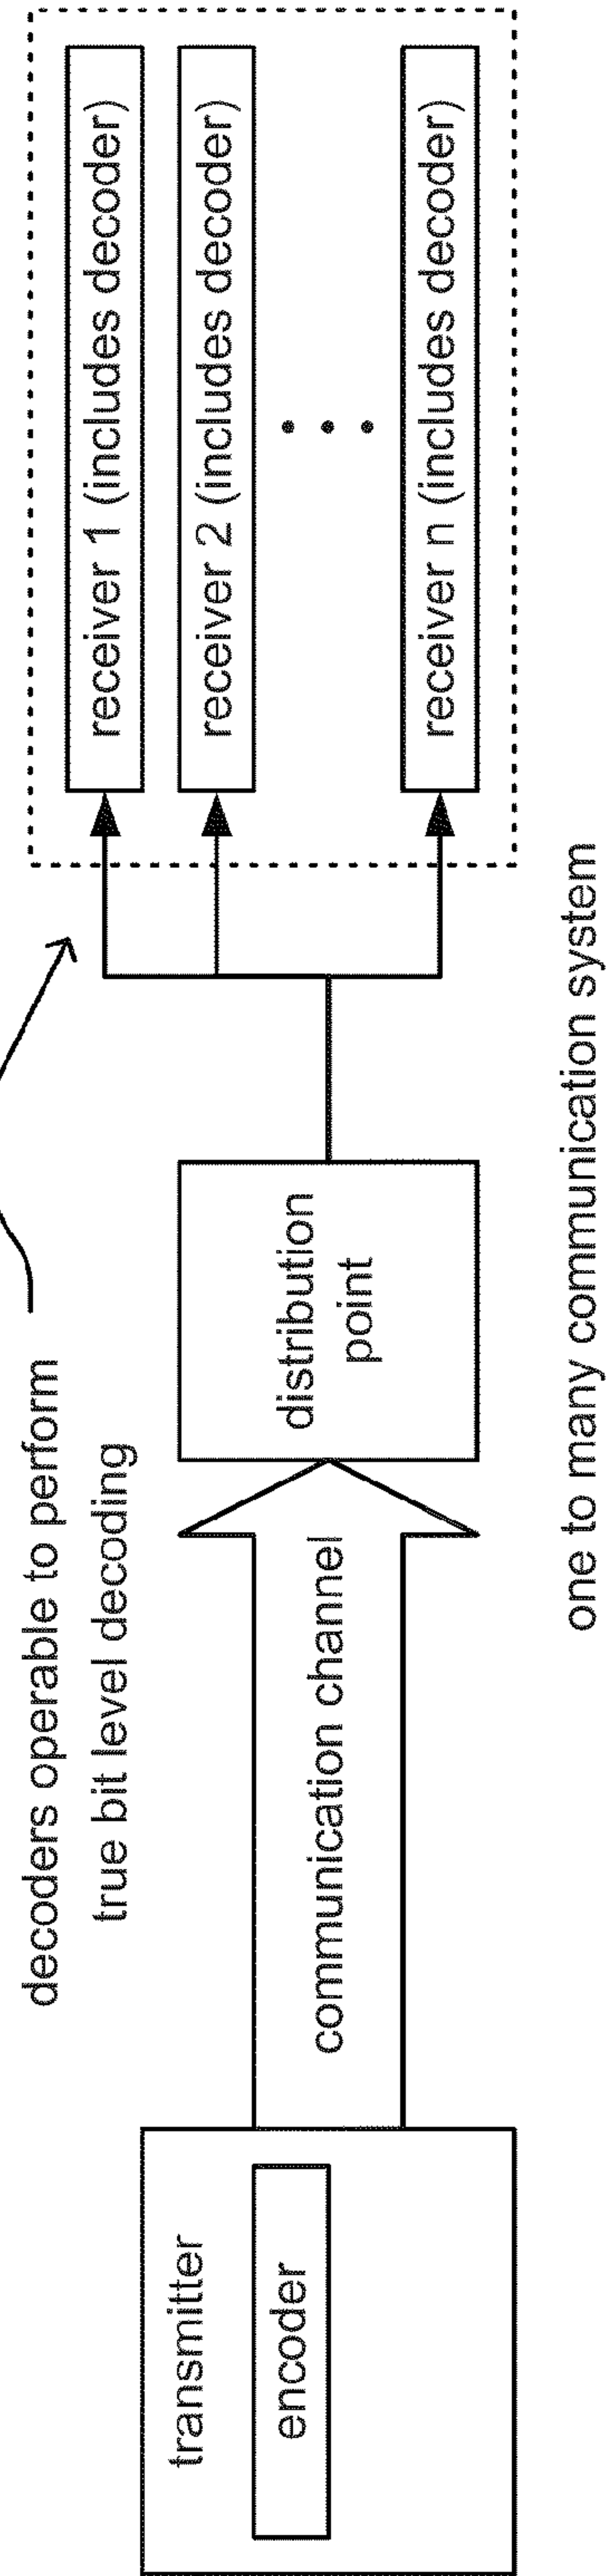 decoders operable to perform
true bit level decoding
transmitter
encoder
communication channel
distribution
point
receiver 1 (includes decoder)
receiver 2 (includes decoder)
receiver n (includes decoder)
one to many communication system